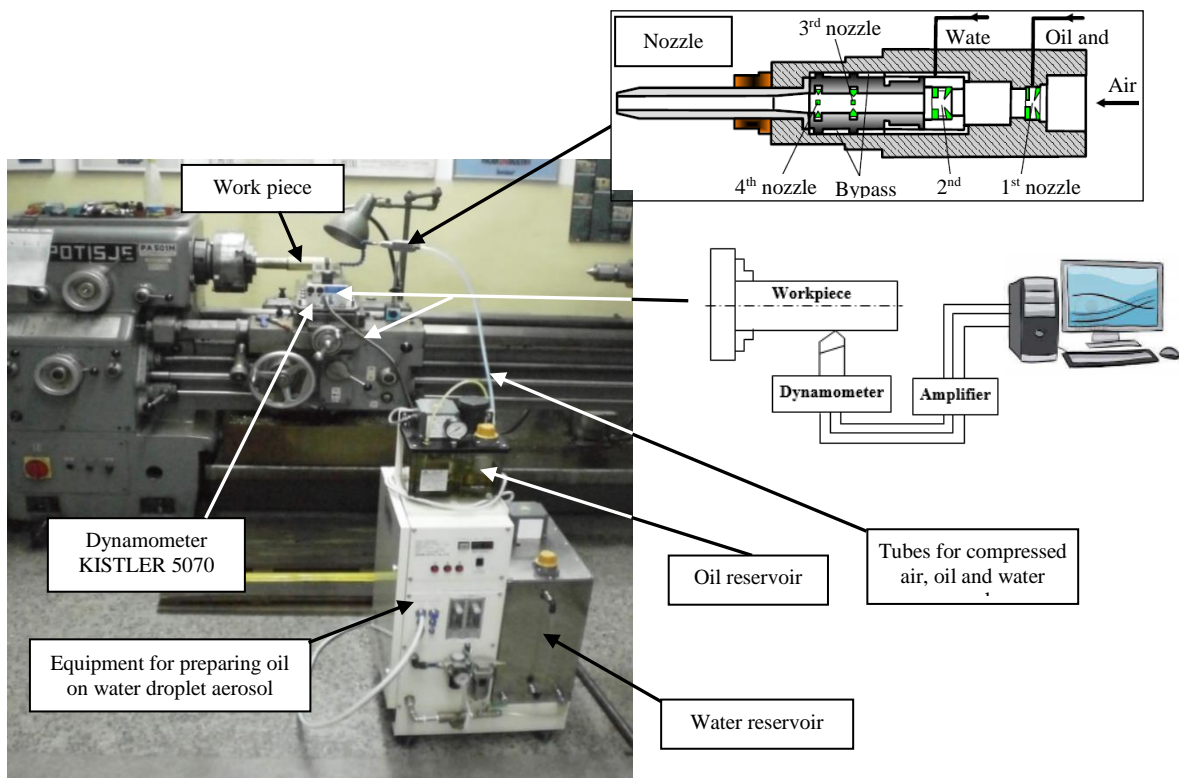 Nozzle
3rd nozzle
Wate
Oil and
Air
4th nozzle
Bypass
2nd
1st nozzle
Work piece
POTISJE
PA 501H
Workpiece
Dynamometer
Amplifier
Dynamometer
KISTLER 5070
Oil reservoir
Tubes for compressed
air, oil and water
Equipment for preparing oil
on water droplet aerosol
Water reservoir